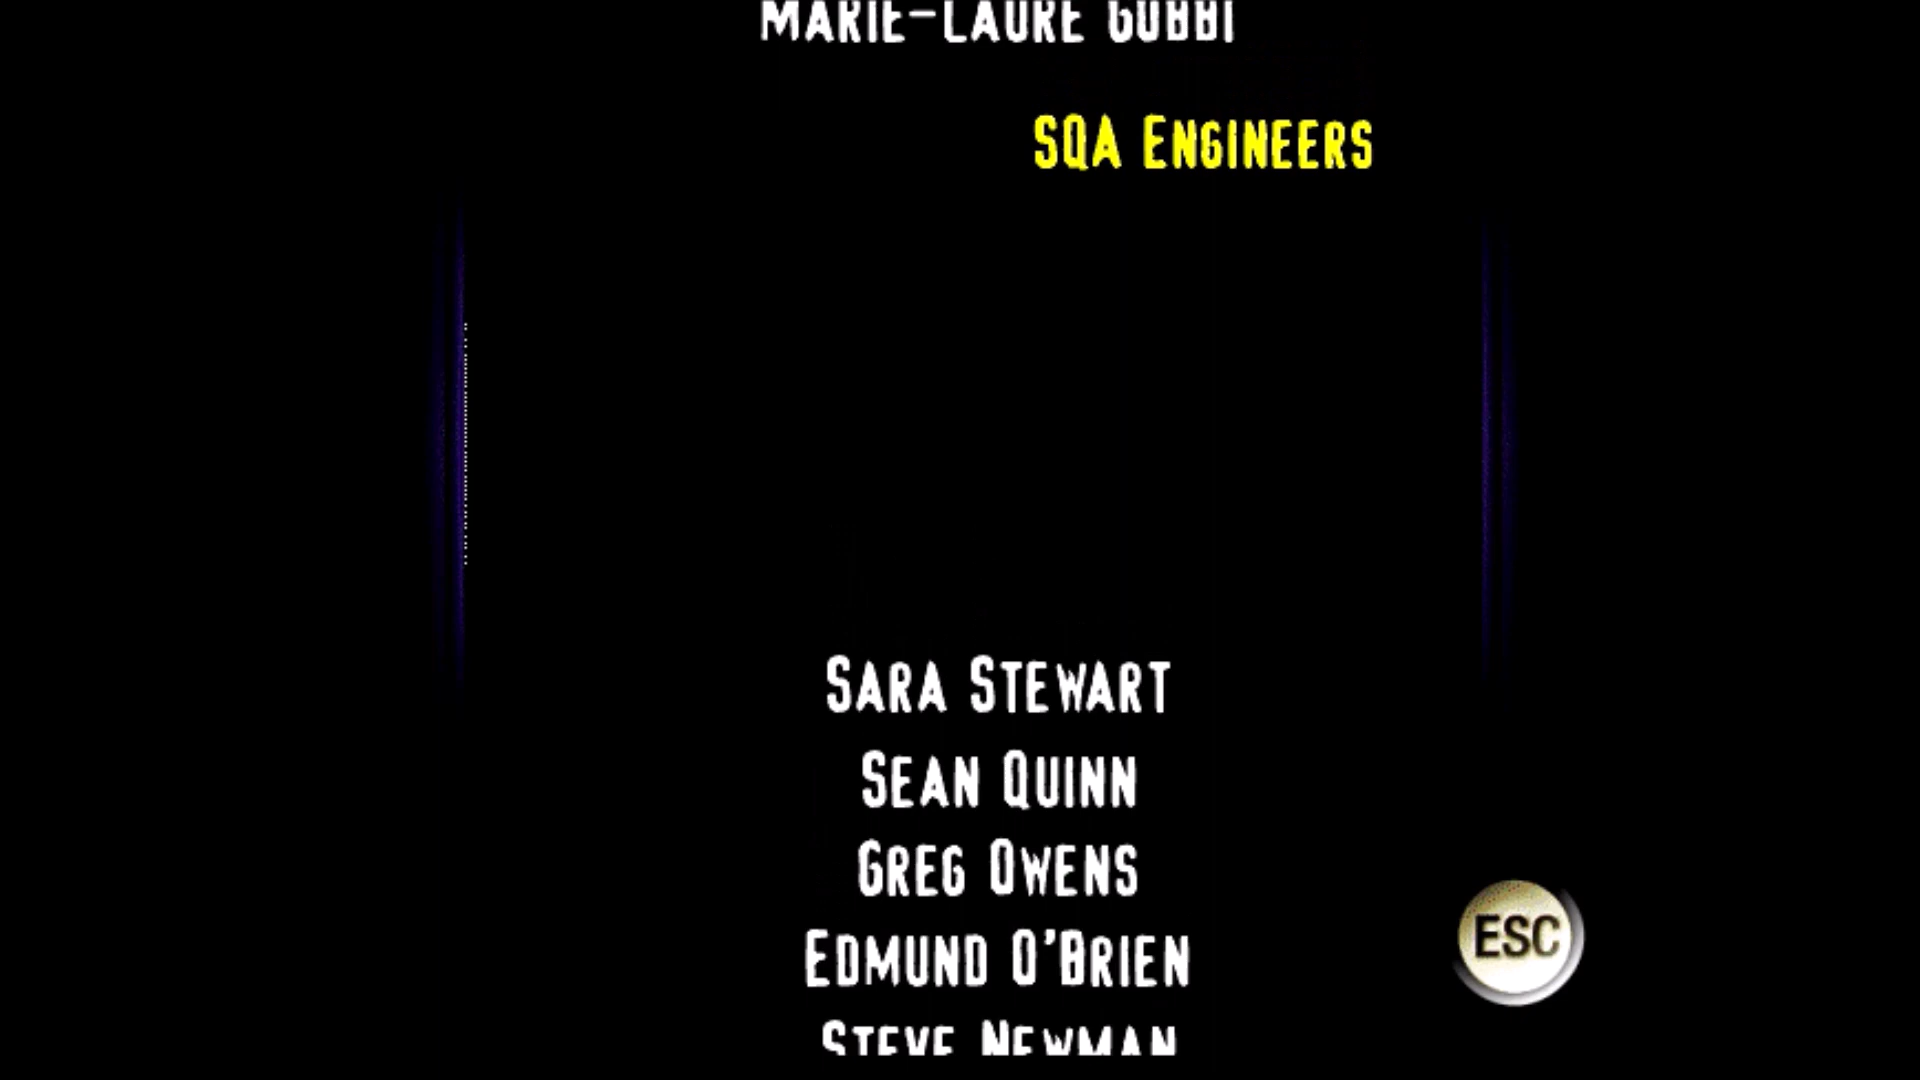 MARIE-LAURE GOBBI
SQA ENGINEERS
SARA STEWART
SEAN QUINN
GREG OWENS
EDMUND O'BRIEN
STEVE NEWMAN
ESC